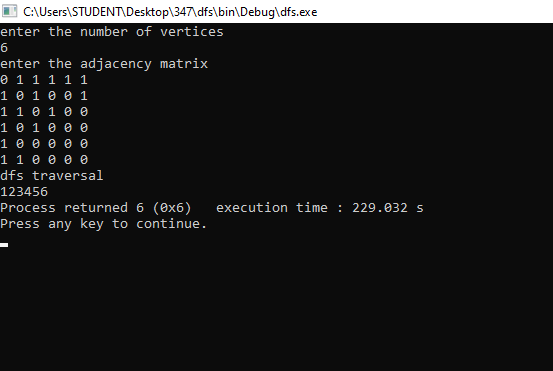 C:\Users\STUDENT\Desktop\347\dfs\bin\Debug\dfs.exe
enter the number of vertices
6
enter the adjacency matrix
0 1 1 1 1 1
1 0 1 0 0 1
1 1 0 1 0 0
1 0 1 0 0 0
1 0 0 0 0 0
1 1 0 0 0 0
dfs traversal
123456
Process returned 6 (0x6)   execution time : 229.032 s
Press any key to continue.